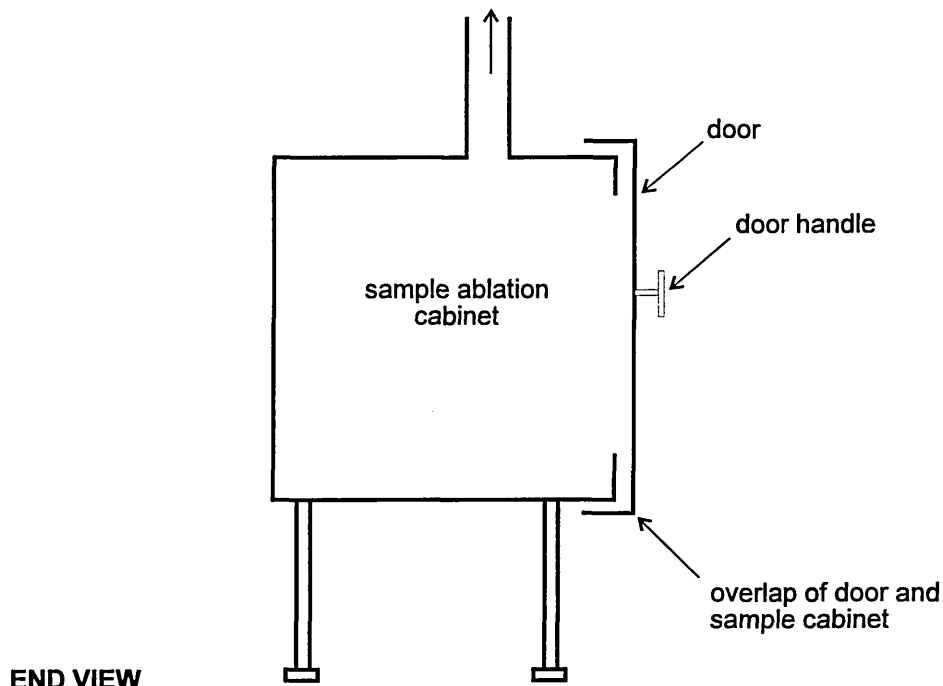 door
door handle
sample ablation
cabinet
overlap of door and
sample cabinet
END VIEW